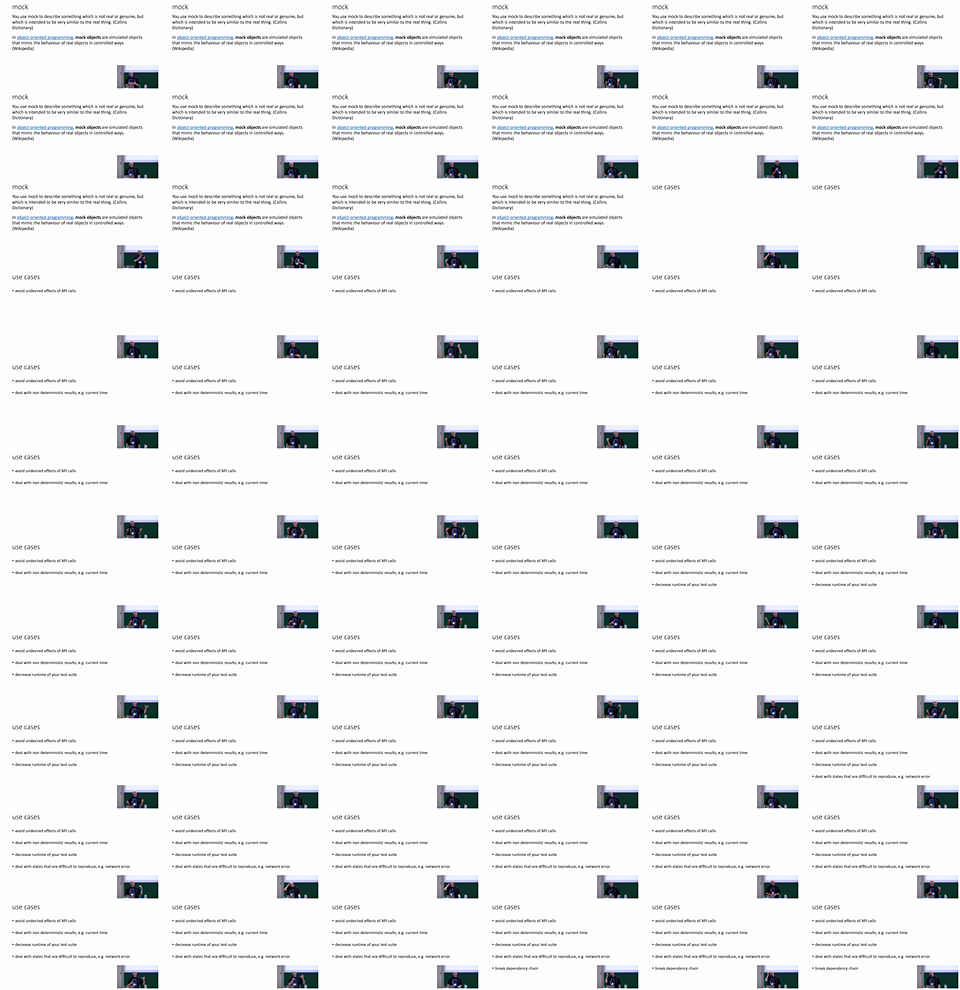 mock
You use mock to describe something which is not real or genuine, but
which is intended to be very similar to the real thing. (Collins
Dictionary)
In object-oriented programming, mock objects are simulated objects
that mimic the behaviour of real objects in controlled ways.
(Wikipedia)
use cases
• avoid undesired effects of API calls
• deal with non deterministic results, e.g. current time
• decrease runtime of your test suite
• deal with states that are difficult to reproduce, e.g. network error
• break dependency chain